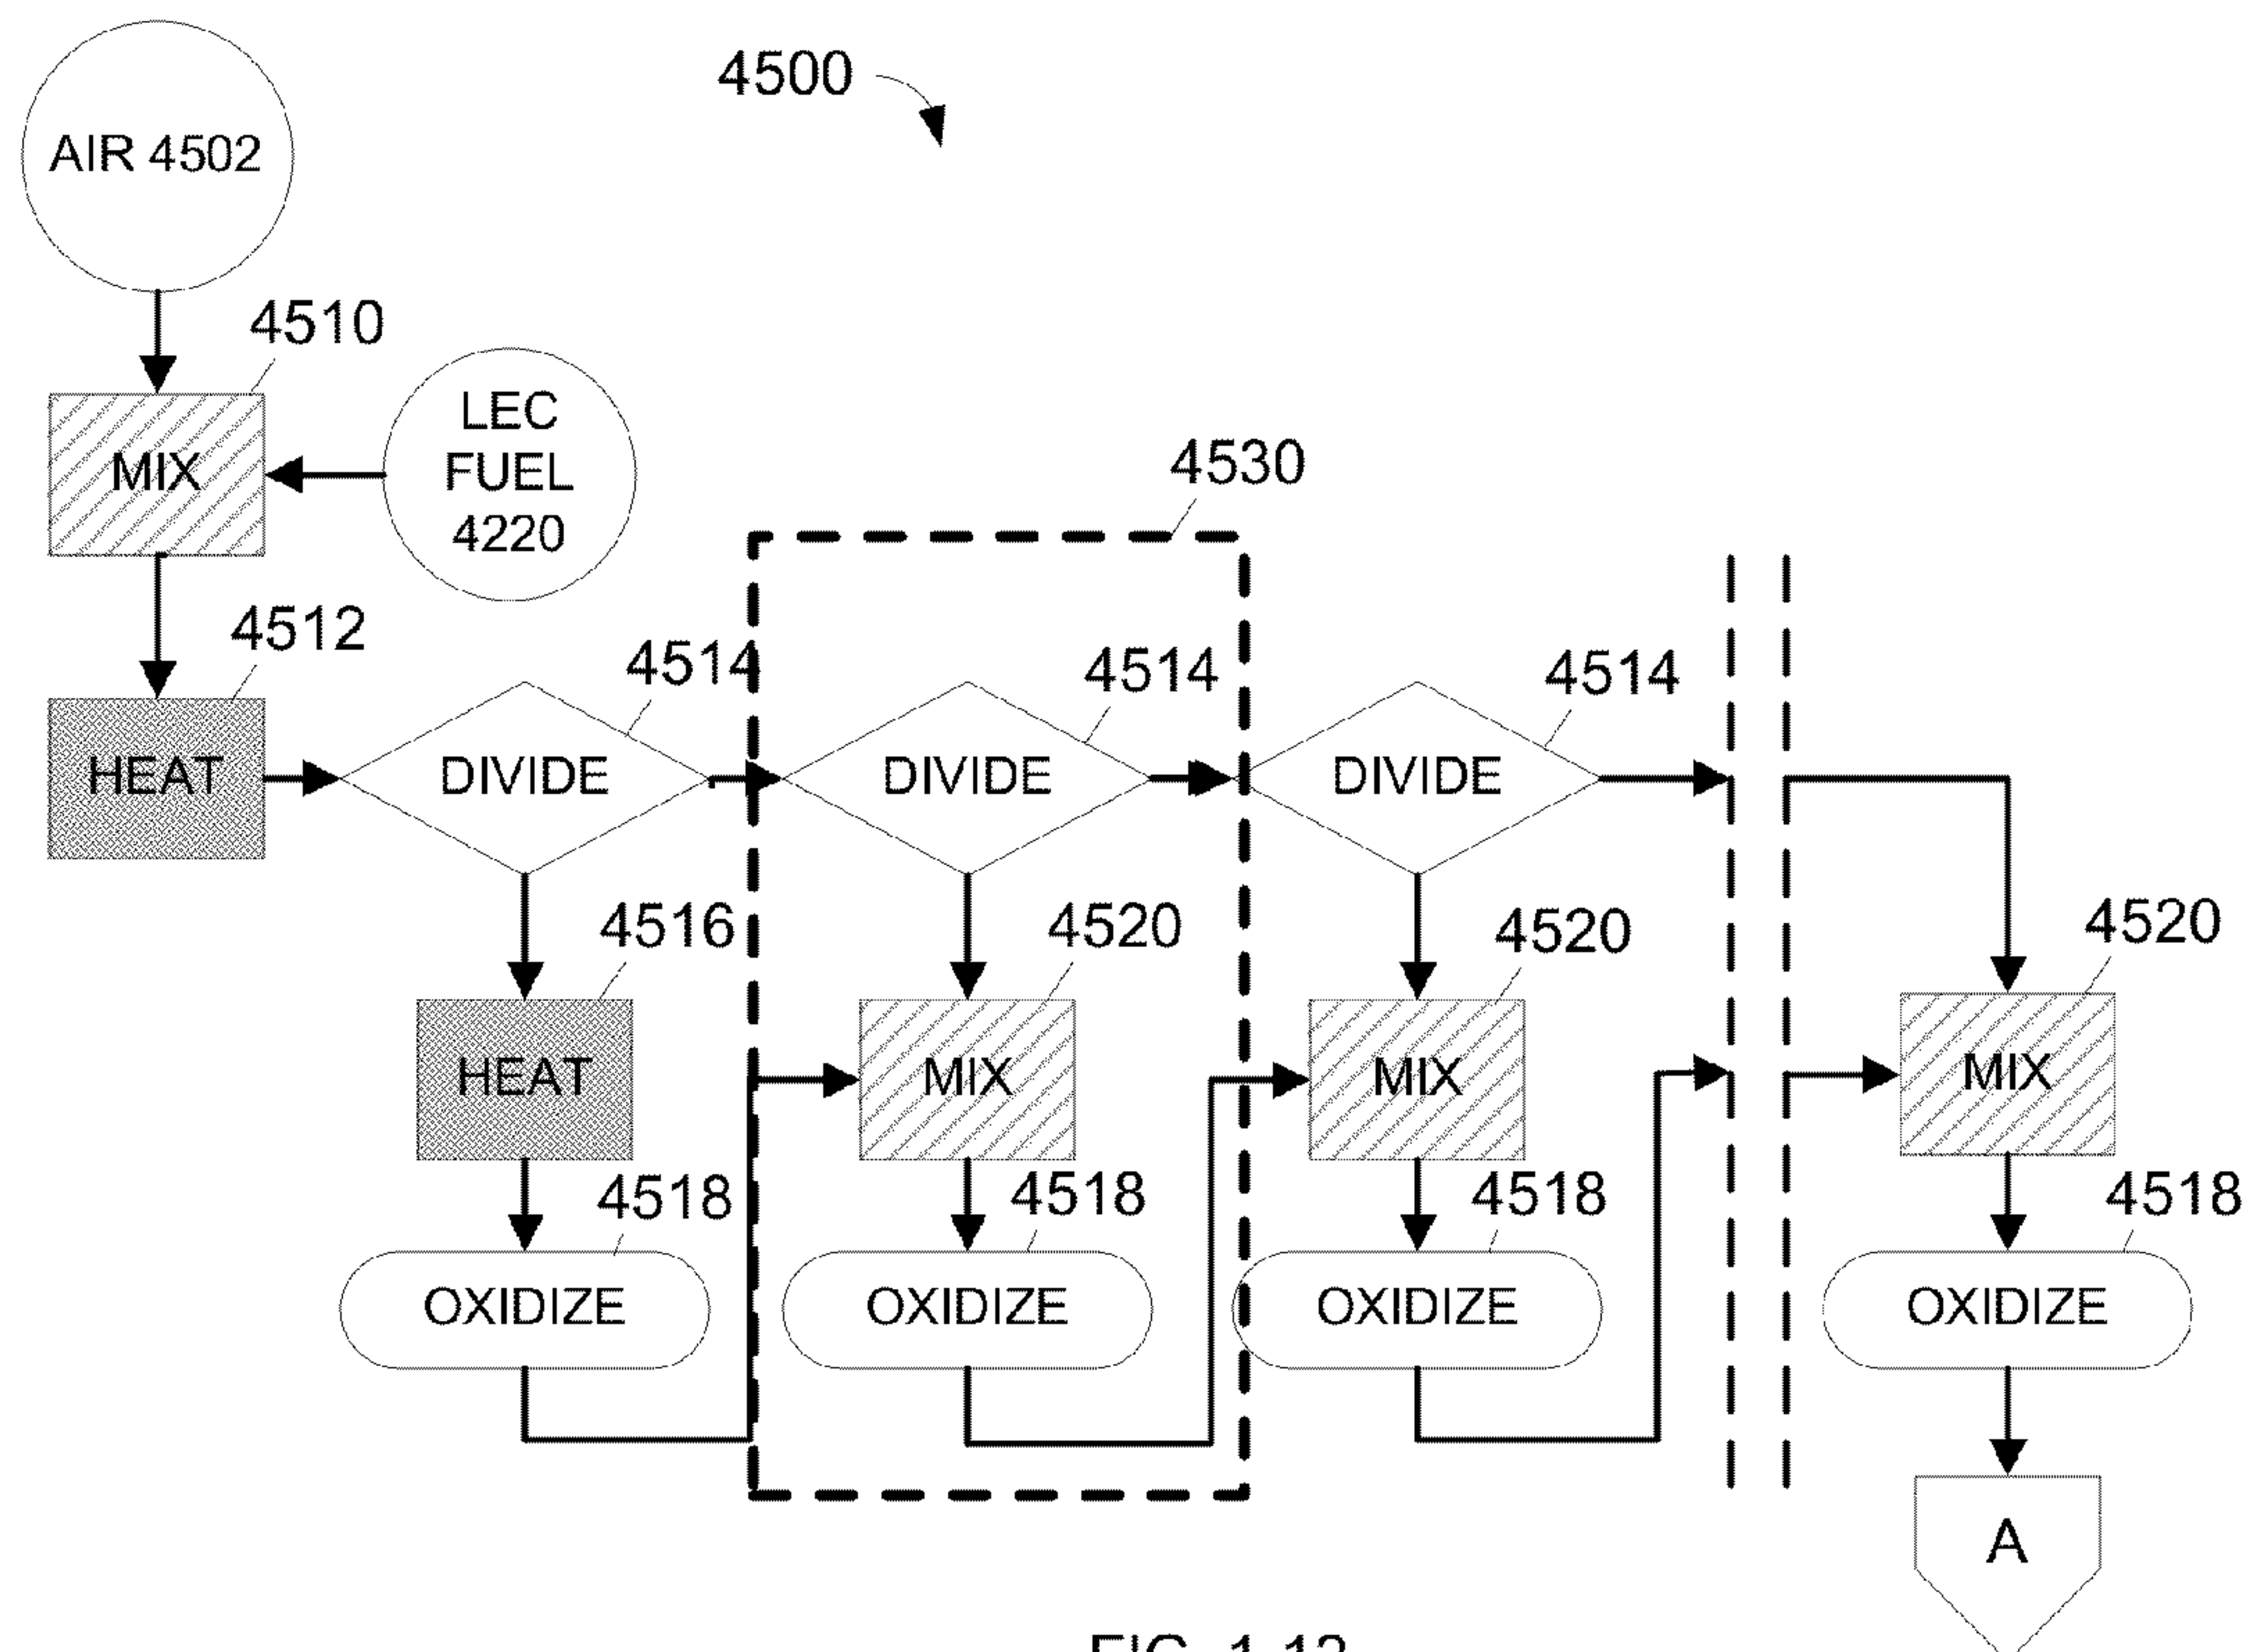 4500
AIR 4502
4510
MIX
LEC
FUEL
4220
4530
4512
4514
4514
4514
HEAT
DIVIDE
DIVIDE
DIVIDE
4516
4520
4520
4520
HEAT
MIX
MIX
MIX
4518
4518
4518
4518
OXIDIZE
OXIDIZE
OXIDIZE
OXIDIZE
A